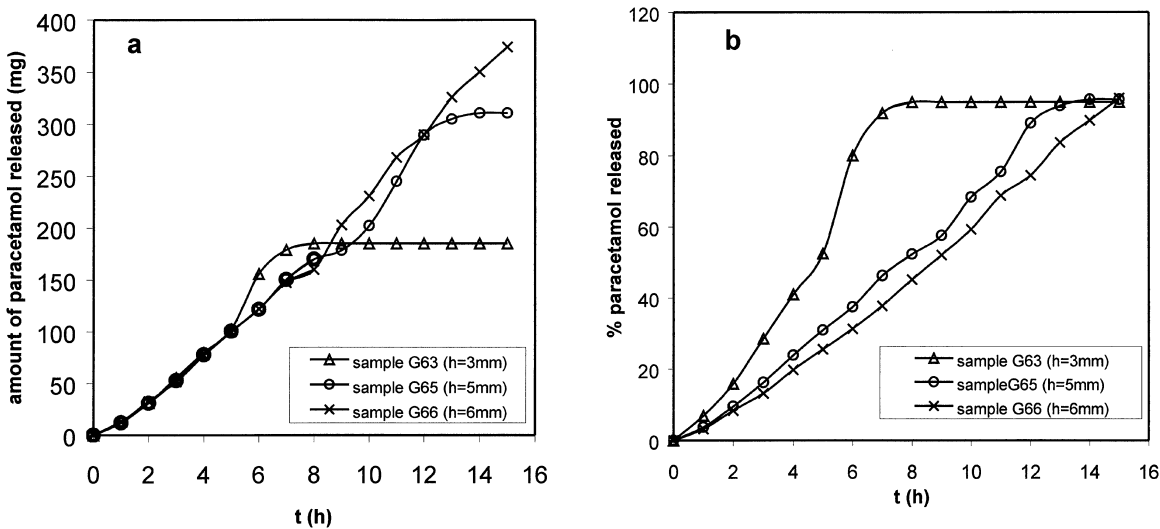 a
amount of paracetamol released (mg)
400
350
300
250
200
150
100
50
0
0 2 4 6 8 10 12 14 16
t (h)
sample G63 (h=3mm)
sample G65 (h=5mm)
sample G66 (h=6mm)
b
% paracetamol released
120
100
80
60
40
20
0
0 2 4 6 8 10 12 14 16
t (h)
sample G63 (h=3mm)
sampleG65 (h=5mm)
sample G66 (h=6mm)